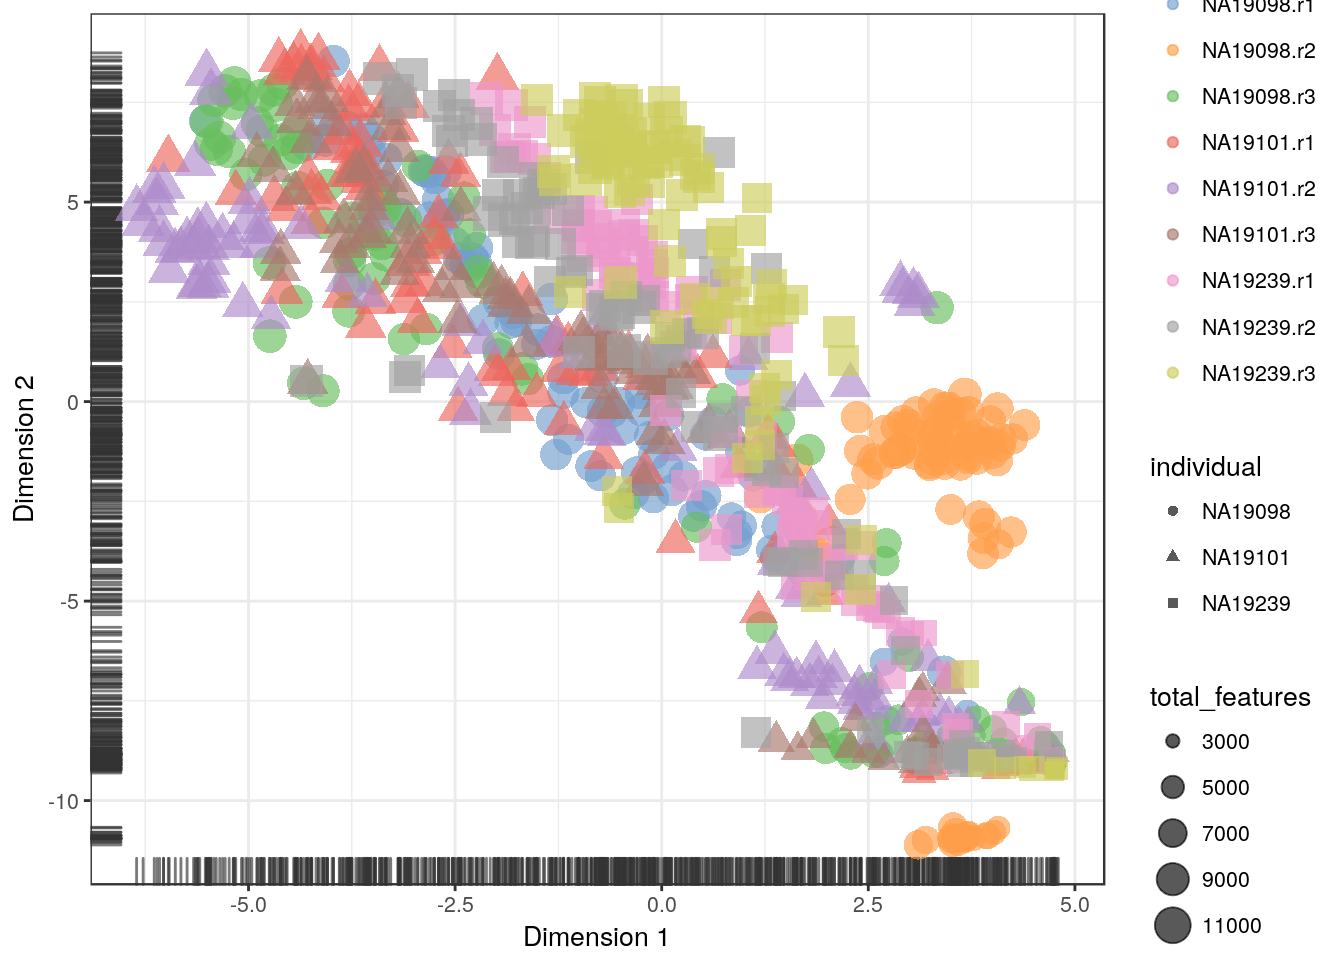 NA19098.r1
NA19098.r2
NA19098.r3
NA19101.r1
NA19101.r2
NA19101.r3
NA19239.r1
NA19239.r2
NA19239.r3
individual
NA19098
NA19101
NA19239
total_features
3000
5000
7000
9000
11000
Dimension 2
5
0
-5
-10
-5.0
-2.5
0.0
2.5
5.0
Dimension 1